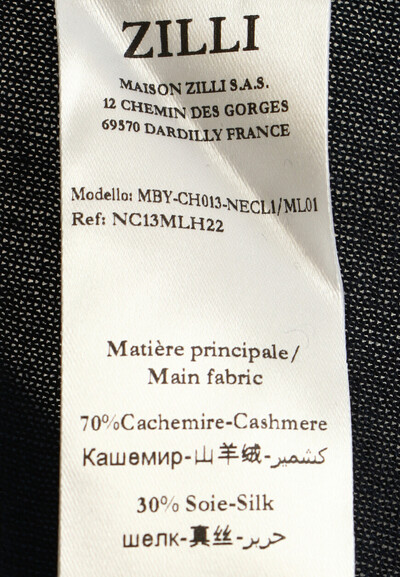 ZILLI
MAISON ZILLI S.A.S.
12 CHEMIN DES GORGES
69570 DARDILLY FRANCE
Modello: MBY-CH013-NECL1/ML01
Ref: NC13MLH22
Matière principale/
Main fabric
70%Cachemire-Cashmere
Кашемир-山羊绒-كشمير
30% Soie-Silk
шелк-真丝-حرير